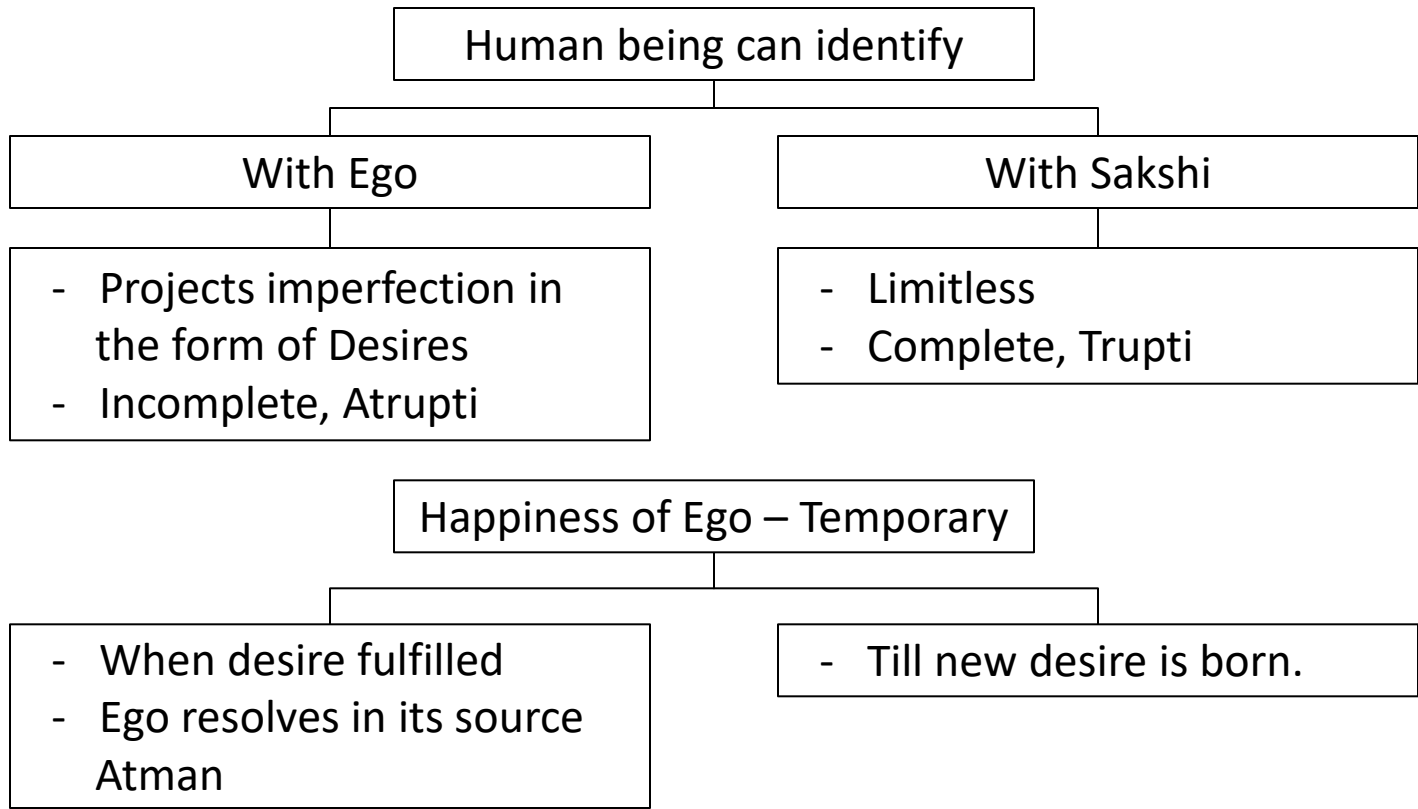 Human being can identify
With Ego
With Sakshi
- Projects imperfection in
the form of Desires
- Incomplete, Atrupti
- Limitless
- Complete, Trupti
Happiness of Ego – Temporary
- When desire fulfilled
- Ego resolves in its source
Atman
- Till new desire is born.